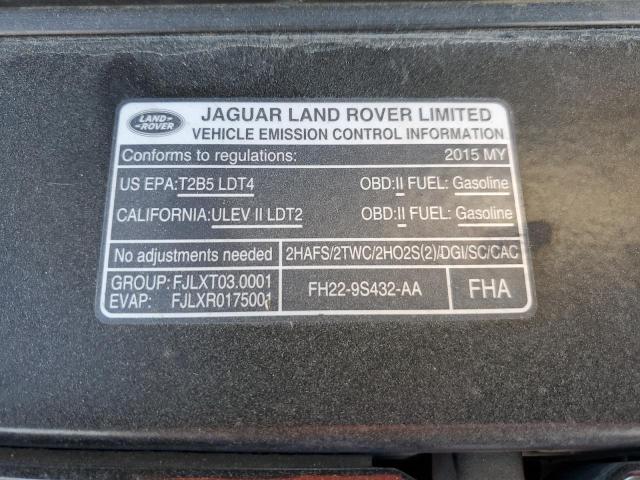 LAND-
-ROVER
JAGUAR LAND ROVER LIMITED
VEHICLE EMISSION CONTROL INFORMATION
Conforms to regulations: 2015 MY
US EPA:T2B5 LDT4 OBD:II FUEL: Gasoline
CALIFORNIA:ULEV II LDT2 OBD:II FUEL: Gasoline
No adjustments needed 2HAFS/2TWC/2HO2S(2)/DGI/SC/CAC
GROUP: FJLXT03.0001
EVAP: FJLXR0175001
FH22-9S432-AA
FHA